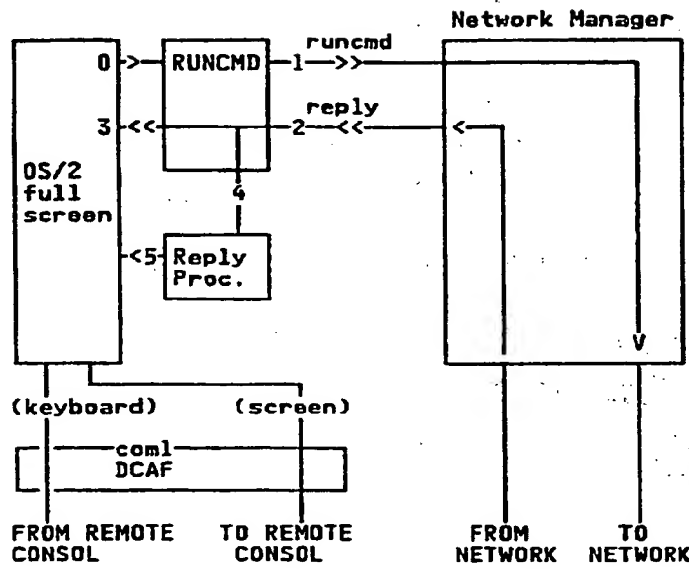 Network Manager
runcmd
0 > RUNCMD 1 >>
reply
3 << 2 << <
OS/2
full
screen
4
<5 Reply
Proc.
V
(keyboard) (screen)
com1
DCAF
FROM REMOTE TO REMOTE FROM TO
CONSOL CONSOL NETWORK NETWORK